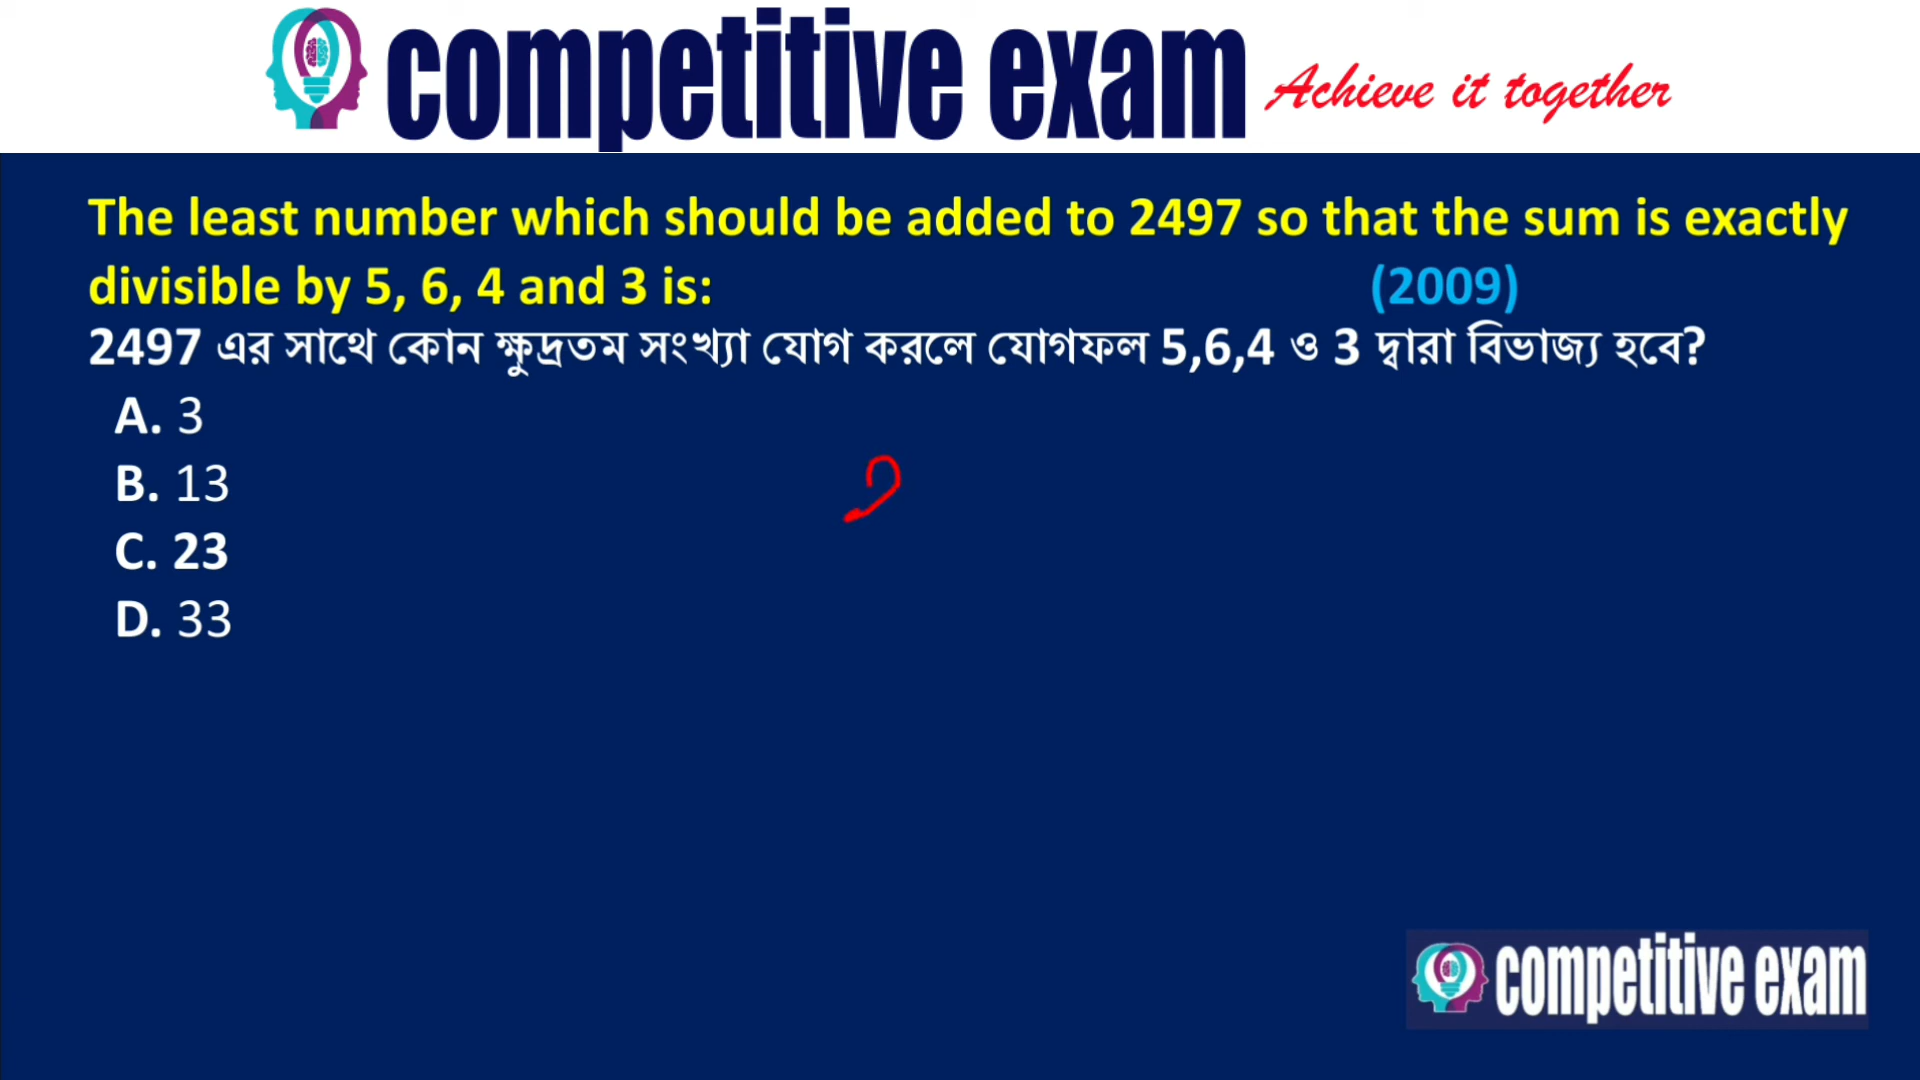 competitive exam Achieve it together
The least number which should be added to 2497 so that the sum is exactly
divisible by 5, 6, 4 and 3 is: (2009)
2497 এর সাথে কোন ক্ষুদ্রতম সংখ্যা যোগ করলে যোগফল 5,6,4 ও 3 দ্বারা বিভাজ্য হবে?
A. 3
B. 13
C. 23
D. 33
competitive exam